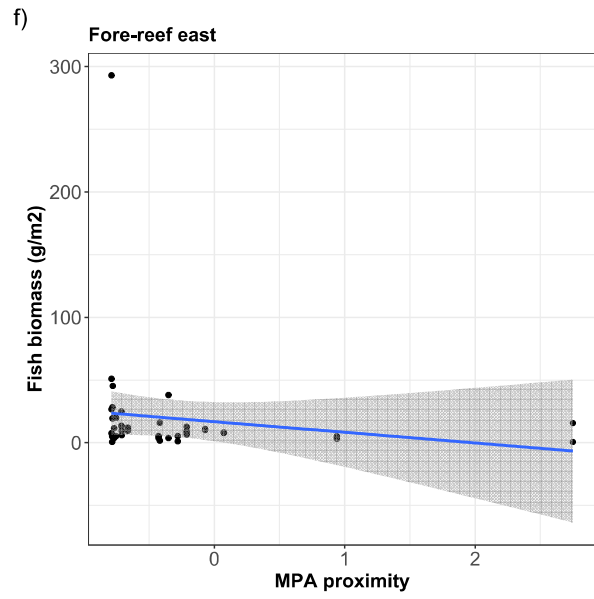 f)
Fore-reef east
300
200
100
0
Fish biomass (g/m2)
0 1 2
MPA proximity